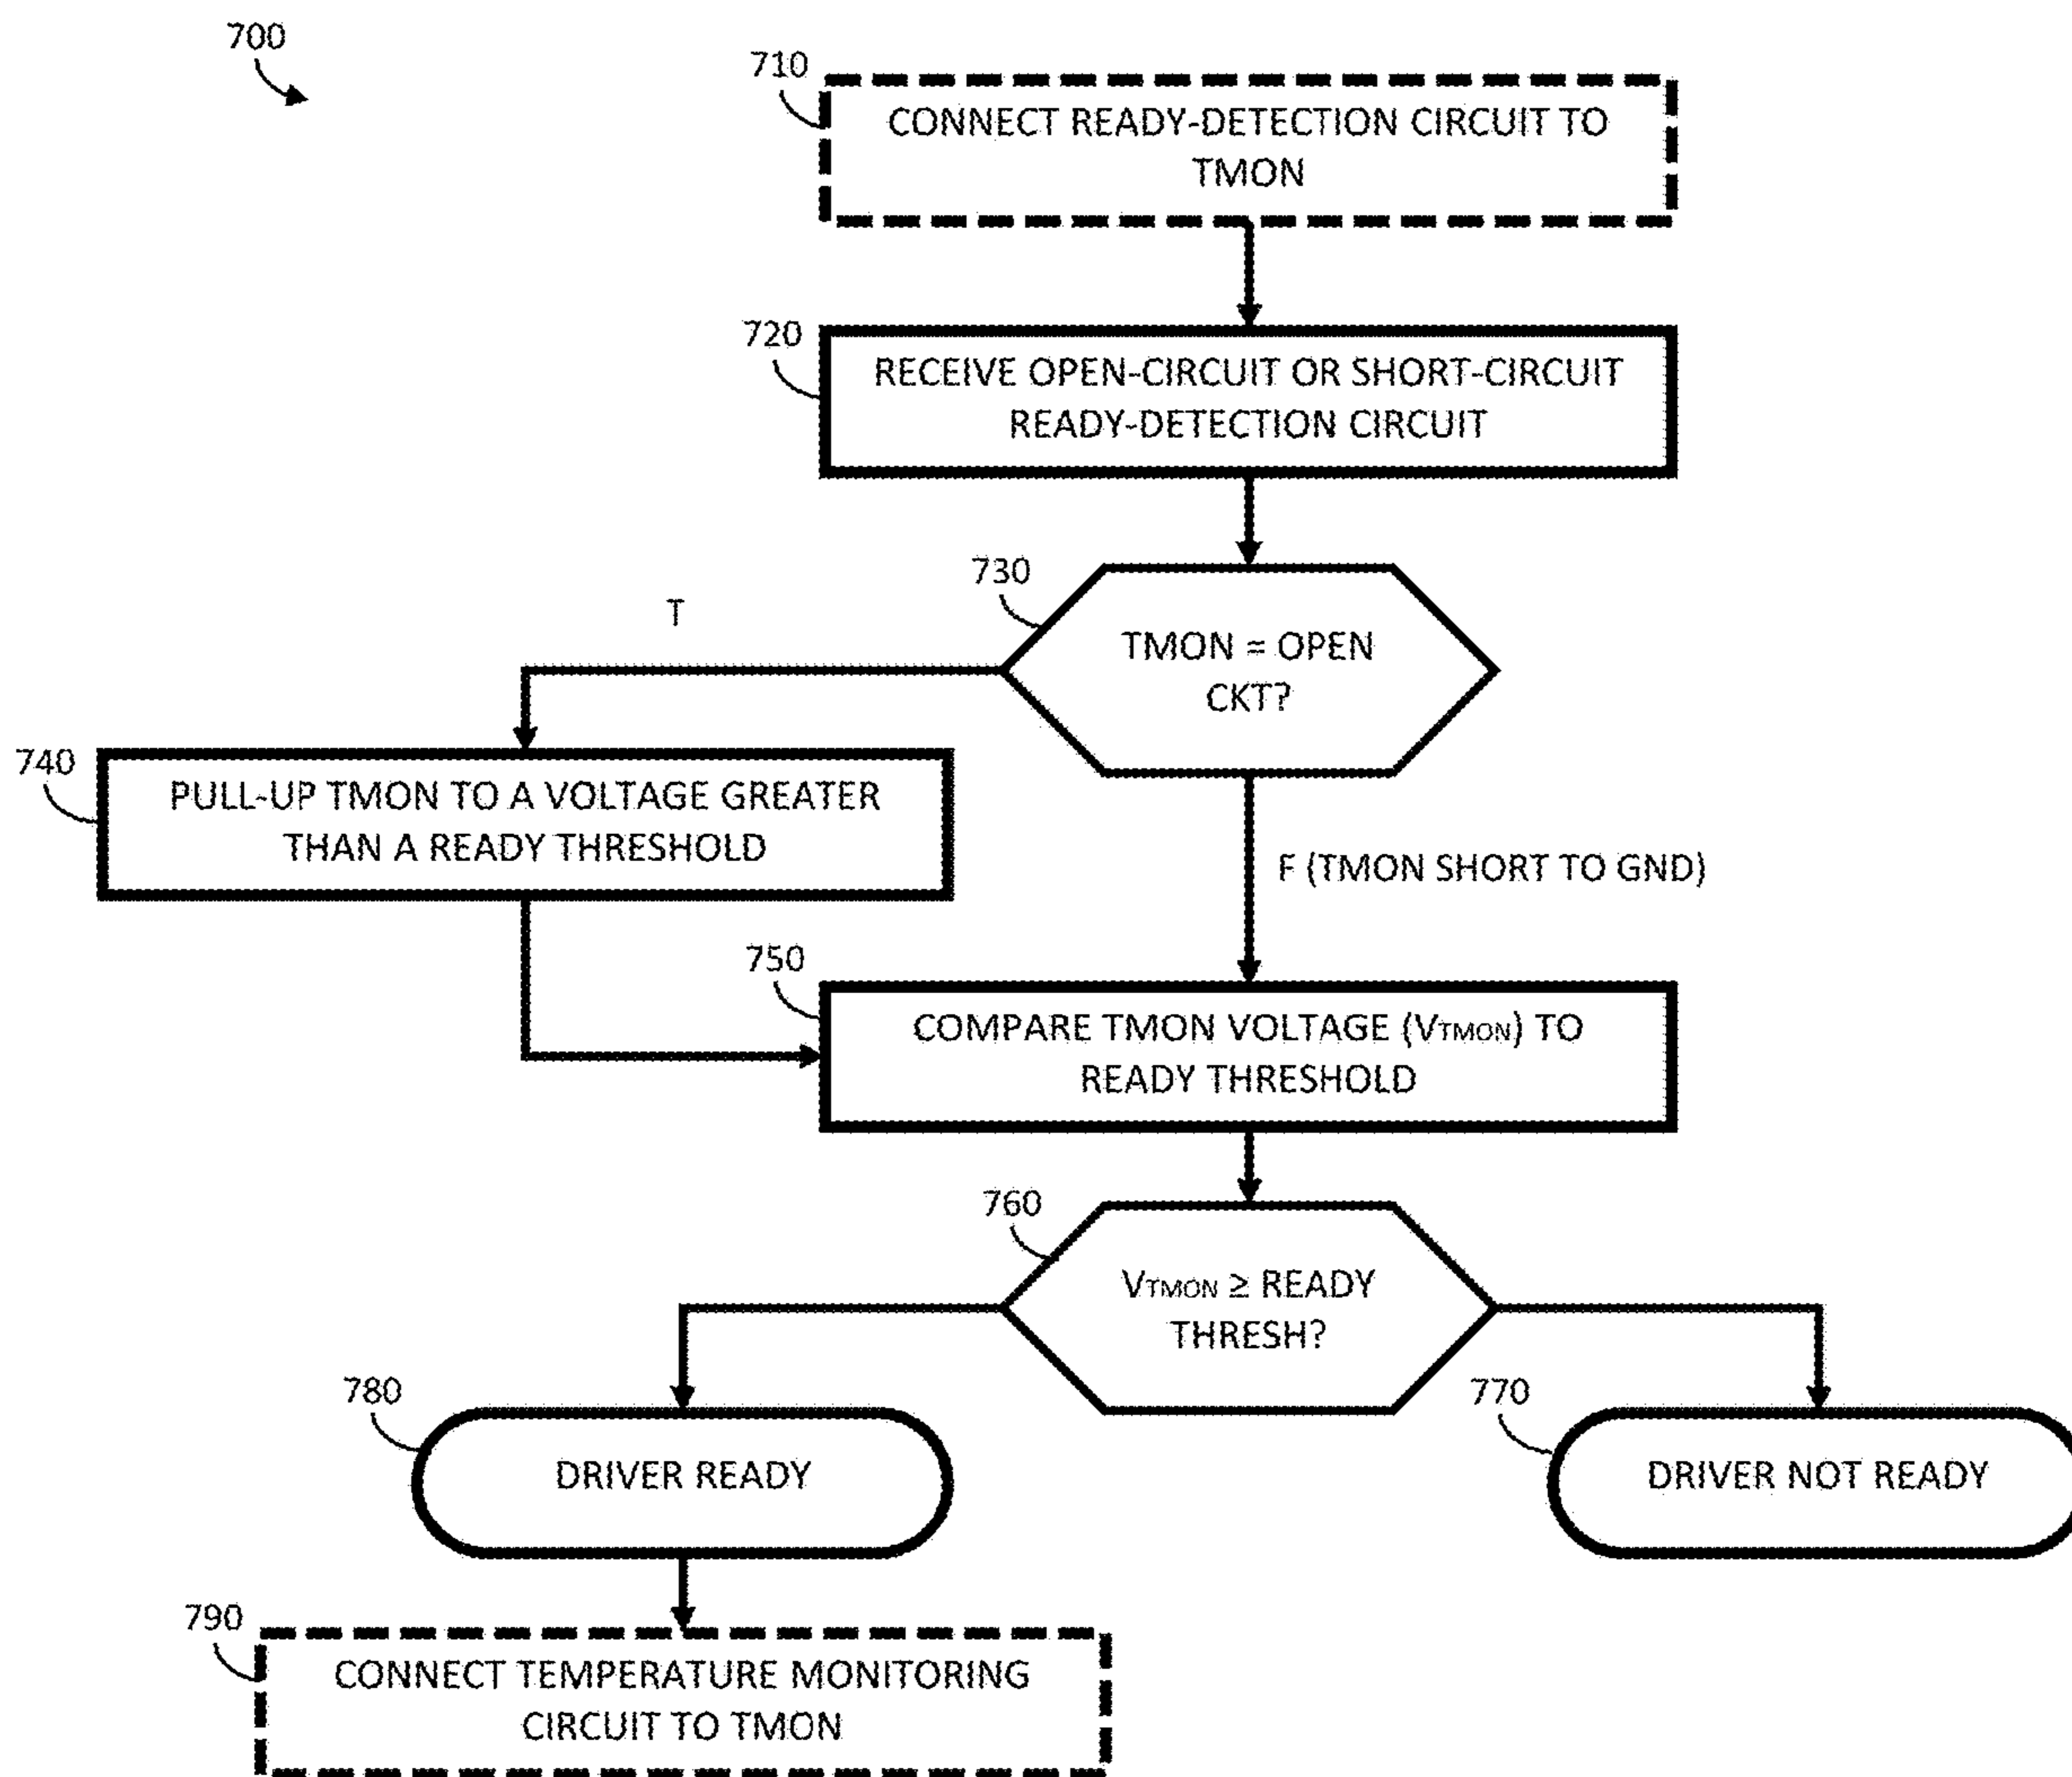 700
710
CONNECT READY-DETECTION CIRCUIT TO
TMON
720
RECEIVE OPEN-CIRCUIT OR SHORT-CIRCUIT
READY-DETECTION CIRCUIT
730
TMON = OPEN
CKT?
T
740
PULL-UP TMON TO A VOLTAGE GREATER
THAN A READY THRESHOLD
F (TMON SHORT TO GND)
750
COMPARE TMON VOLTAGE (VTMON) TO
READY THRESHOLD
760
VTMON ≥ READY
THRESH?
780
DRIVER READY
770
DRIVER NOT READY
790
CONNECT TEMPERATURE MONITORING
CIRCUIT TO TMON